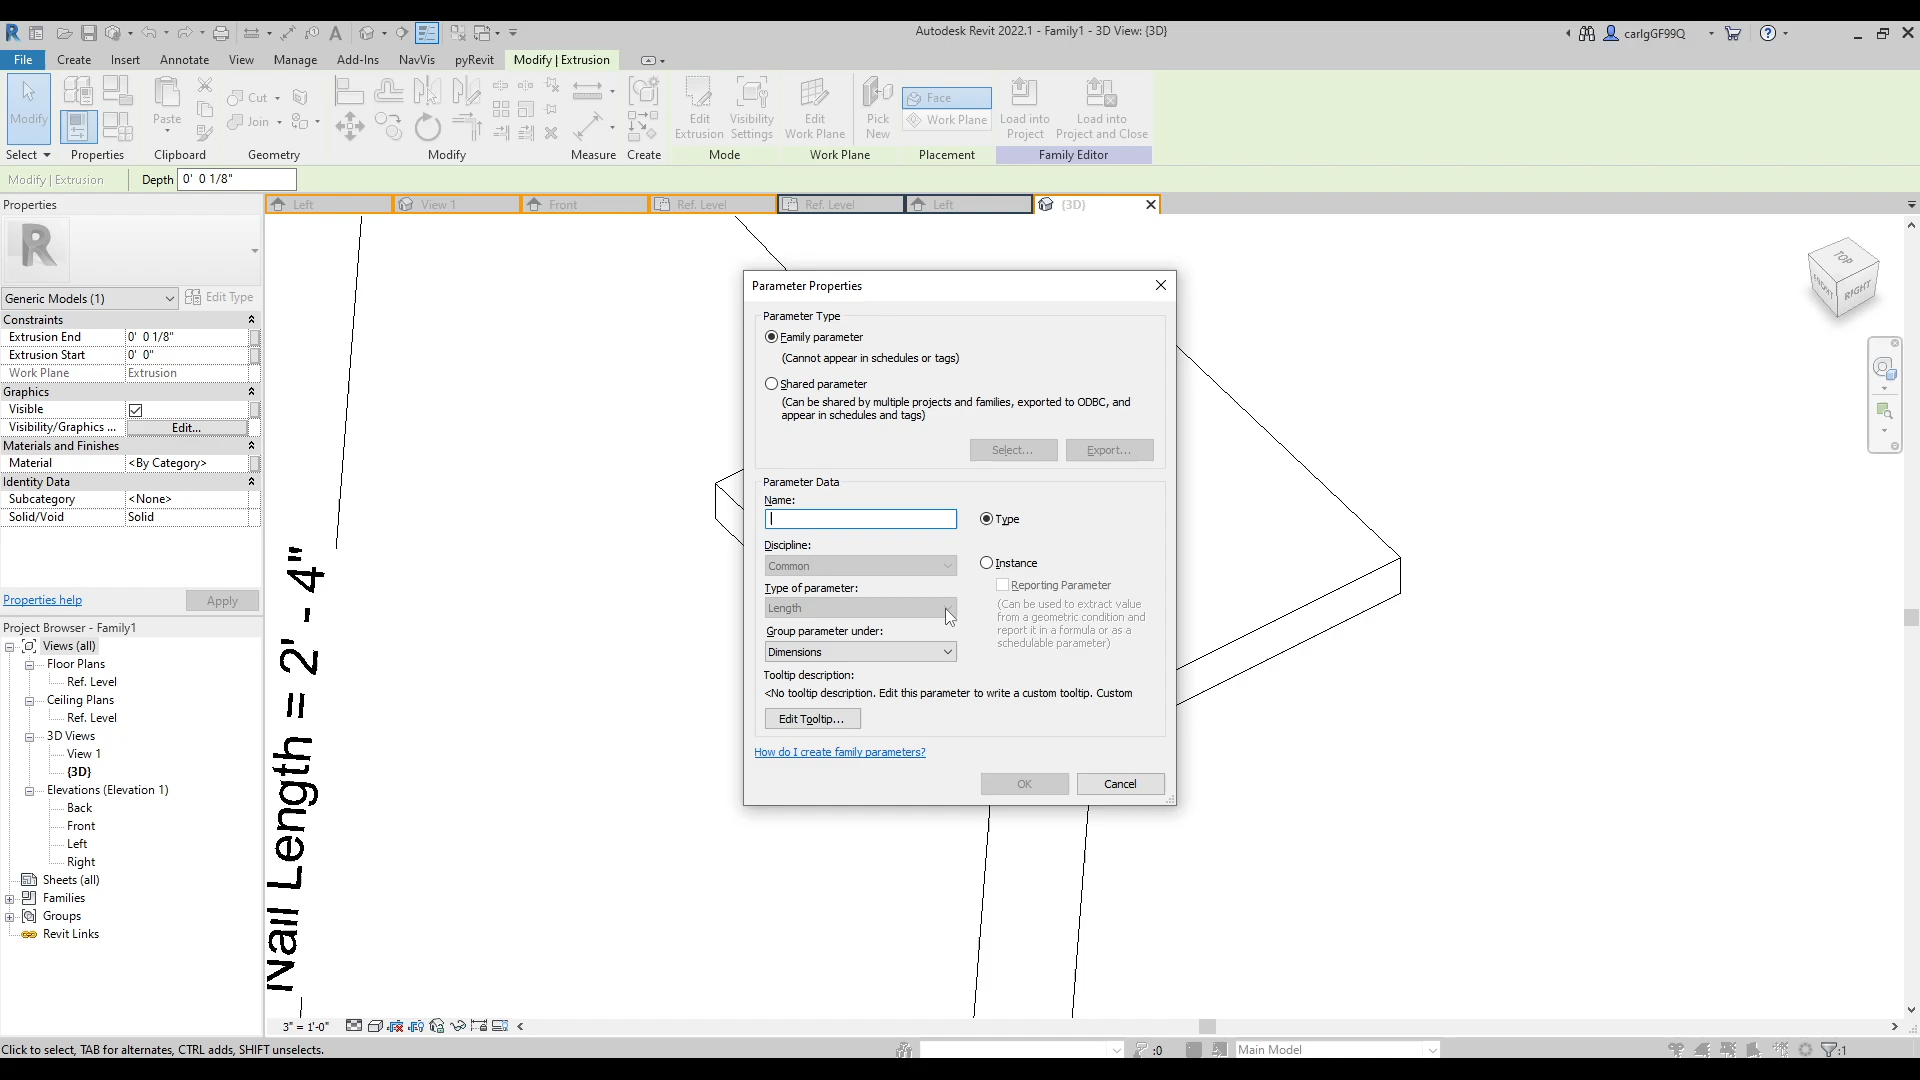 Autodesk Revit 2022.1 - Family1 - 3D View: {3D}
carlgGF99Q
File Create Insert Annotate View Manage Add-Ins NavVis pyRevit Modify | Extrusion
Modify Paste Cut Join Edit Extrusion Visibility Settings Edit Work Plane Pick New Face Work Plane Load into Project Load into Project and Close
Select Properties Clipboard Geometry Modify Measure Create Mode Work Plane Placement Family Editor
Modify | Extrusion Depth 0' 0 1/8"
Properties
Left View 1 Front Ref. Level Ref. Level Left {3D}
Generic Models (1) Edit Type
Constraints
Extrusion End 0' 0 1/8"
Extrusion Start 0' 0"
Work Plane Extrusion
Graphics
Visible
Visibility/Graphics ... Edit...
Materials and Finishes
Material <By Category>
Identity Data
Subcategory <None>
Solid/Void Solid
Properties help Apply
Project Browser - Family1
Views (all)
Floor Plans
Ref. Level
Ceiling Plans
Ref. Level
3D Views
View 1
{3D}
Elevations (Elevation 1)
Back
Front
Left
Right
Sheets (all)
Families
Groups
Revit Links
Nail Length = 2' - 4"
TOP
FRONT
RIGHT
Parameter Properties
Parameter Type
Family parameter
(Cannot appear in schedules or tags)
Shared parameter
(Can be shared by multiple projects and families, exported to ODBC, and
appear in schedules and tags)
Select... Export...
Parameter Data
Name:
Type
Discipline:
Common
Instance
Type of parameter:
Reporting Parameter
Length
(Can be used to extract value
from a geometric condition and
report it in a formula or as a
schedulable parameter)
Group parameter under:
Dimensions
Tooltip description:
<No tooltip description. Edit this parameter to write a custom tooltip. Custom
Edit Tooltip...
How do I create family parameters?
OK Cancel
3" = 1'-0"
Click to select, TAB for alternates, CTRL adds, SHIFT unselects.
:0
Main Model
:1